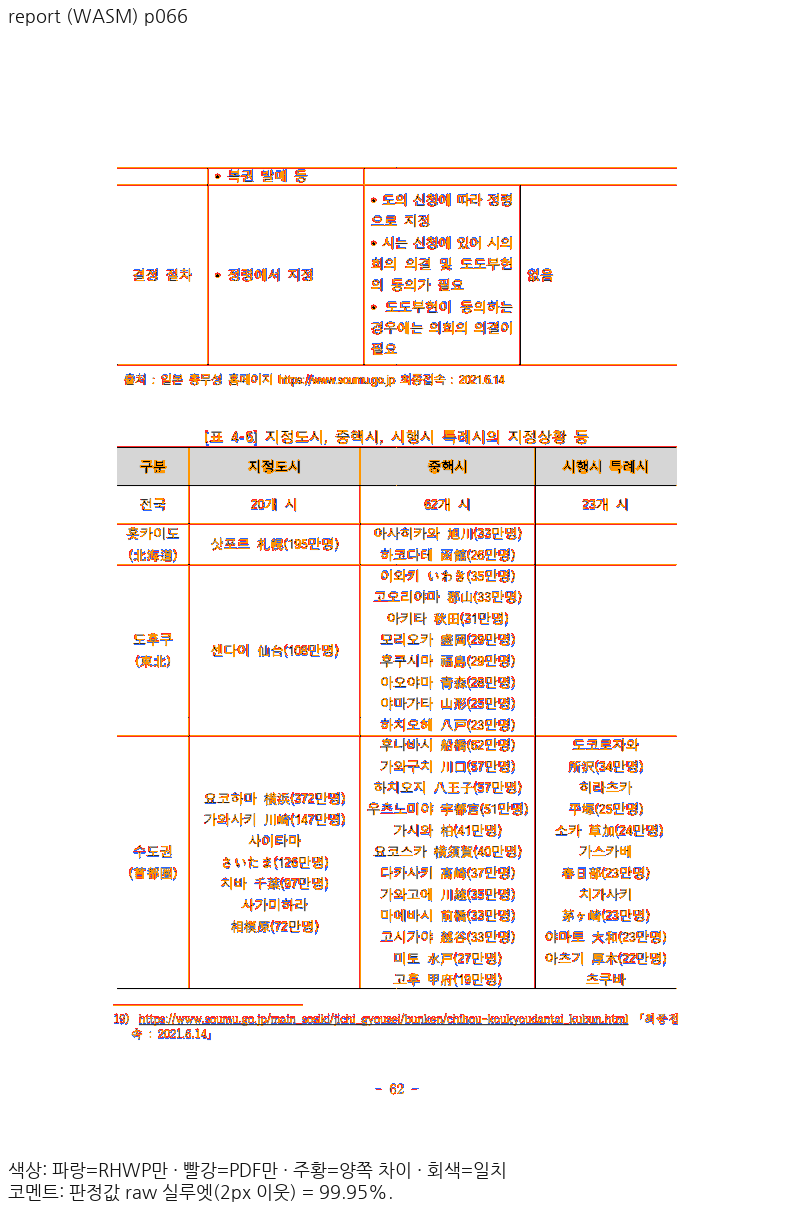 report (WASM) p066
• 복권 발매 등
결정 절차
• 정령에서 지정
• 도의 신청에 따라 정령
으로 지정
• 시는 신청에 있어 시의
회의 의결 및 도도부현
의 동의가 필요
• 도도부현이 동의하는
경우에는 의회의 의결이
필요
없음
출처 : 일본 총무성 홈페이지 https://www.soumu.go.jp 최종접속 : 2021.6.14
[표 4-6] 지정도시, 중핵시, 시행시 특례시의 지정상황 등
구분 지정도시 중핵시 시행시 특례시
전국 20개 시 62개 시 23개 시
홋카이도
(北海道)
삿포르 札幌(195만명)
아사히카와 旭川(33만명)
하코다테 函館(26만명)
도후쿠
(東北)
센다에 仙台(108만명)
이와키 いわき(35만명)
고오리야마 郡山(33만명)
아키타 秋田(31만명)
모리오카 盛岡(29만명)
후쿠시마 福島(29만명)
아오야마 青森(28만명)
야마가타 山形(25만명)
하치오헤 八戸(23만명)
수도권
(首都圏)
요코하마 横浜(372만명)
가와사키 川崎(147만명)
사이타마
さいたま(126만명)
치바 千葉(97만명)
사가미하라
相模原(72만명)
후나바시 船橋(62만명)
가와구치 川口(57만명)
하치오지 八王子(57만명)
우츠노미야 宇都宮(51만명)
가시와 柏(41만명)
요코스카 横須賀(40만명)
다카사키 高崎(37만명)
가와고에 川越(35만명)
마에바시 前橋(33만명)
고시가야 越谷(33만명)
미토 水戸(27만명)
고후 甲府(19만명)
도코로자와
所沢(34만명)
히라츠카
平塚(25만명)
소카 草加(24만명)
가스카베
春日部(23만명)
치가사키
茅ヶ崎(23만명)
야마토 大和(23만명)
아츠기 厚木(22만명)
츠쿠바
19) https://www.soumu.go.jp/main_sosiki/jichi_gyousei/bunken/chihou-koukyoudantai_kubun.html 「최종접
속 : 2021.6.14」
- 62 -
색상: 파랑=RHWP만 · 빨강=PDF만 · 주황=양쪽 차이 · 회색=일치
코멘트: 판정값 raw 실루엣(2px 이웃) = 99.95%.